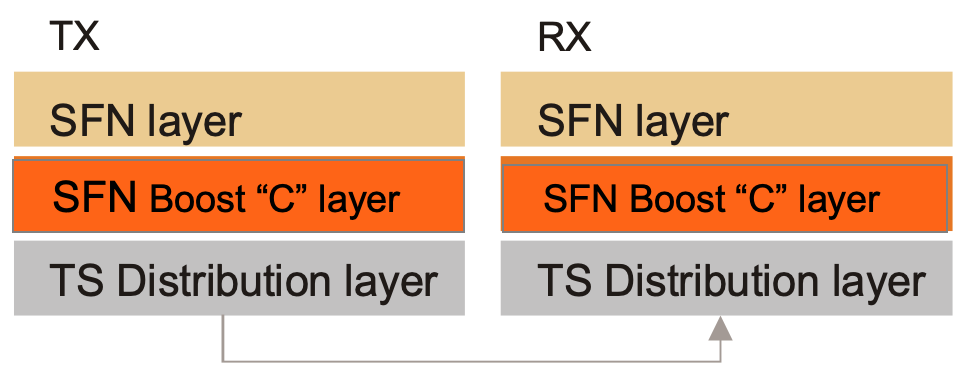 TX
SFN layer
SFN Boost “C” layer
TS Distribution layer
RX
SFN layer
SFN Boost “C” layer
TS Distribution layer